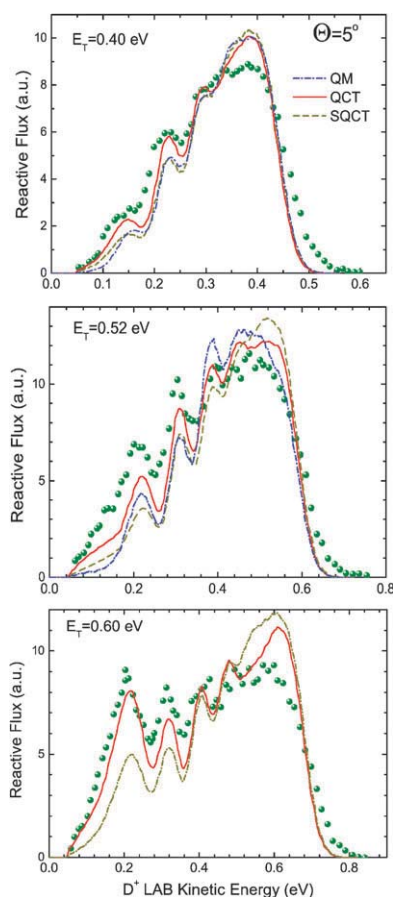 E_T=0.40 eV
Θ=5°
QM
QCT
SQCT
Reactive Flux (a.u.)
10
8
6
4
2
0
0.0 0.1 0.2 0.3 0.4 0.5 0.6
E_T=0.52 eV
Reactive Flux (a.u.)
10
5
0
0.0 0.2 0.4 0.6 0.8
E_T=0.60 eV
Reactive Flux (a.u.)
10
5
0
0.0 0.2 0.4 0.6 0.8
D⁺ LAB Kinetic Energy (eV)